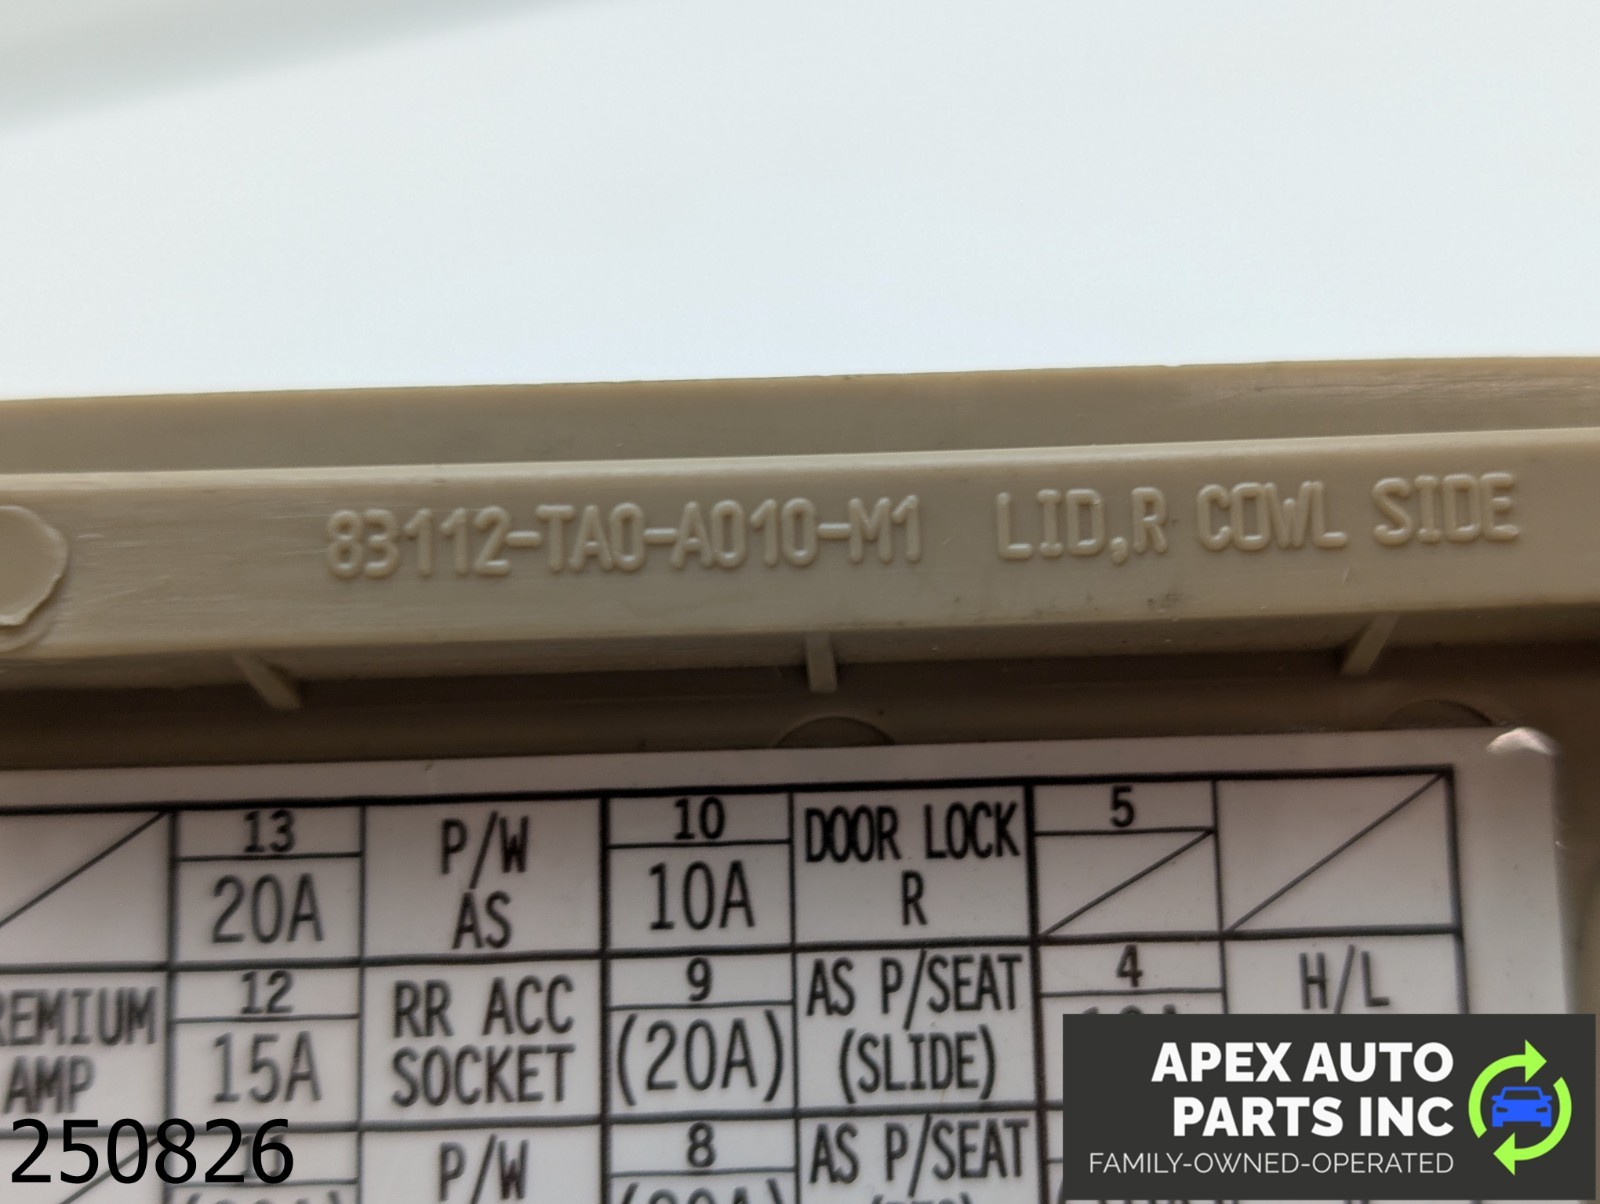 83112-TA0-A010-M1 LID,R COWL SIDE
13
20A
P/W
AS
10
10A
DOOR LOCK
R
5
REMIUM
AMP
12
15A
RR ACC
SOCKET
9
(20A)
AS P/SEAT
(SLIDE)
4
H/L
P/W
8
AS P/SEAT
250826
APEX AUTO
PARTS INC
FAMILY-OWNED-OPERATED